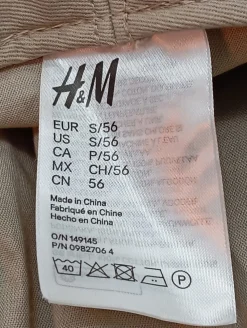 H&M
EUR S/56
US S/56
CA P/56
MX CH/56
CN 56
Made in China
Fabriqué en Chine
Hecho en China
O/N 149145
P/N 0982706 4
40
P